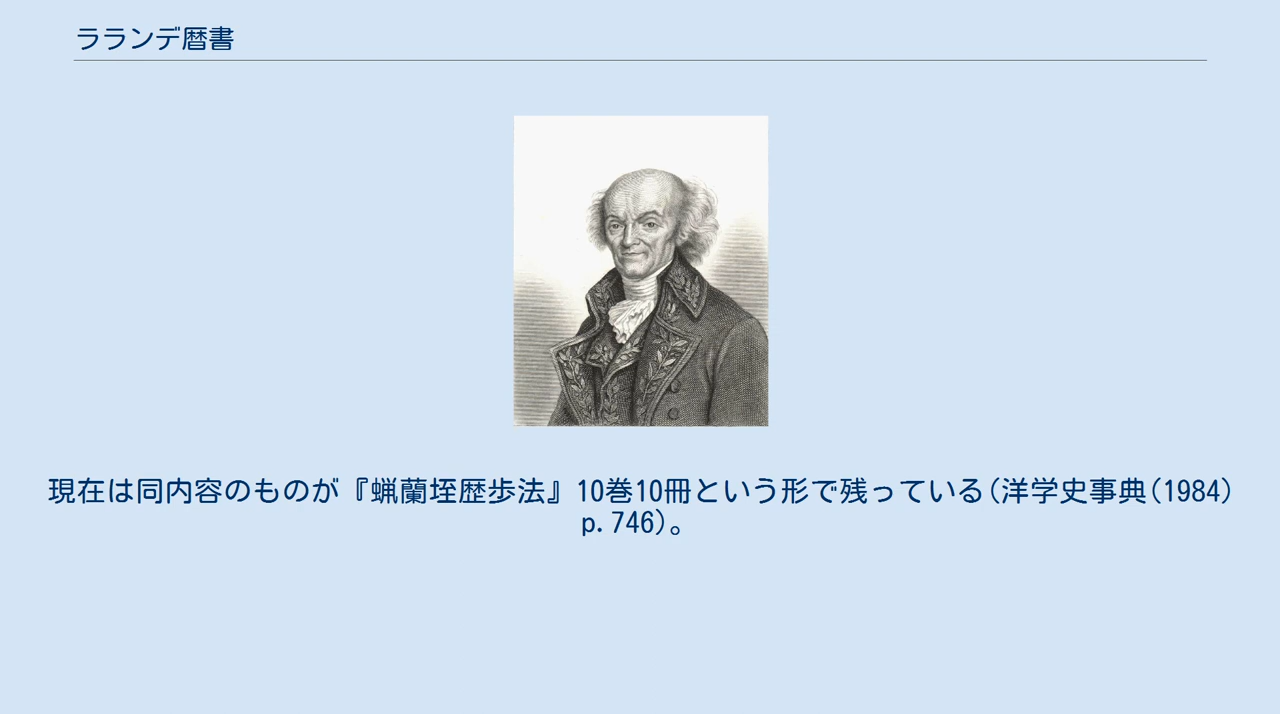 ラランデ暦書
現在は同内容のものが『蝋蘭垤歴歩法』10巻10冊という形で残っている(洋学史事典(1984)
p.746)。